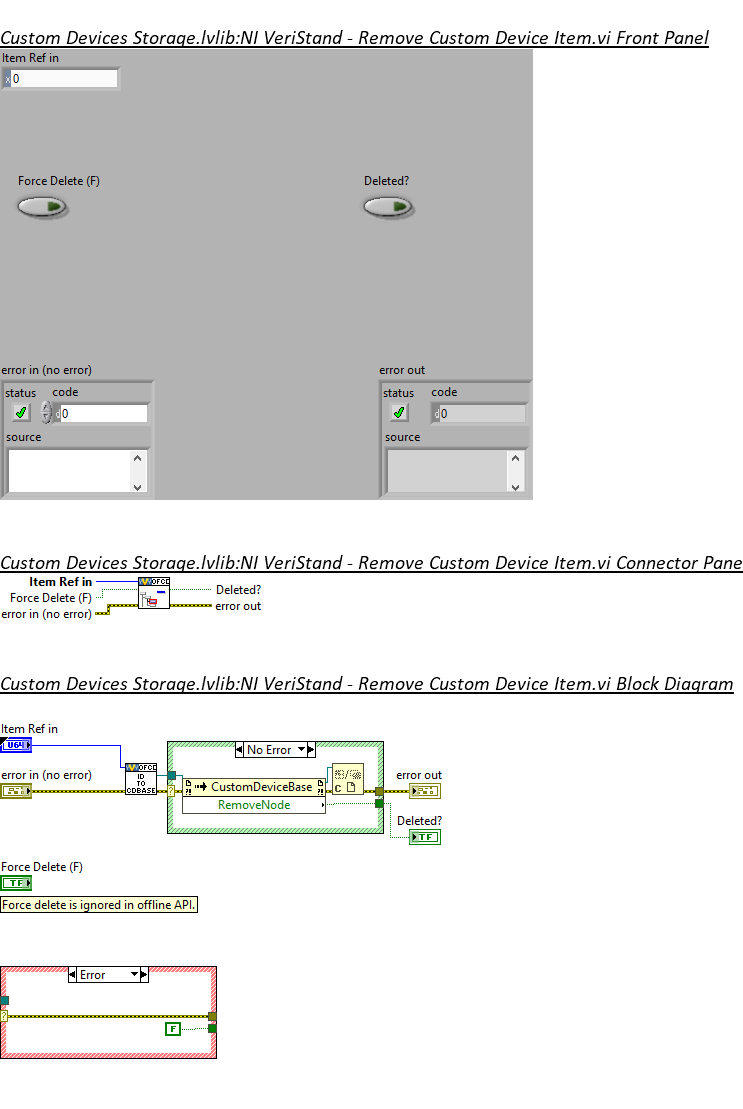 Custom Devices Storage.lvlib:NI VeriStand - Remove Custom Device Item.vi Front Panel
Item Ref in
x 0
Force Delete (F)
Deleted?
error in (no error)
error out
status code
status code
d 0
d 0
source
source
Custom Devices Storage.lvlib:NI VeriStand - Remove Custom Device Item.vi Connector Pane
Item Ref in
OFCD
Force Delete (F)
Deleted?
error in (no error)
error out
Custom Devices Storage.lvlib:NI VeriStand - Remove Custom Device Item.vi Block Diagram
Item Ref in
U64
No Error
error in (no error)
OFCD
ID
TO
CDBASE
?
CustomDeviceBase
RemoveNode
C
error out
Deleted?
TF
Force Delete (F)
TF
Force delete is ignored in offline API.
Error
?
F